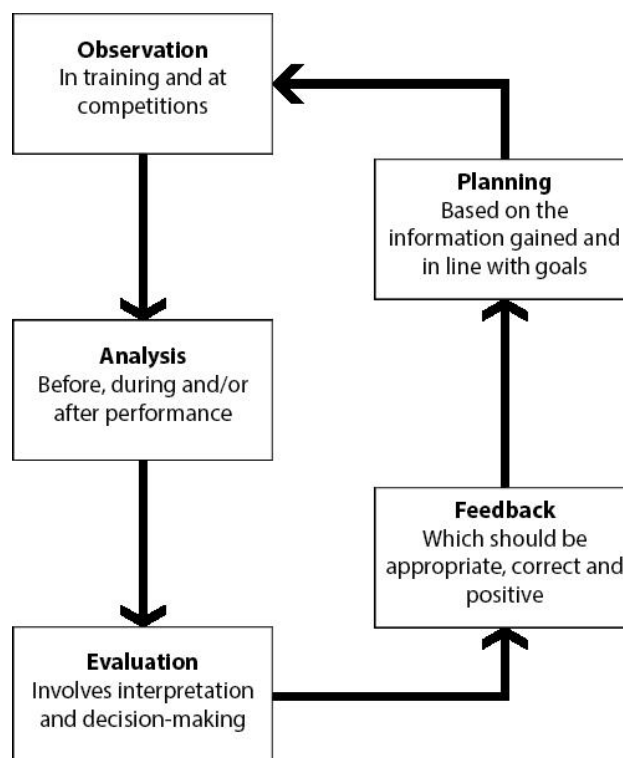 Observation
In training and at
competitions
Analysis
Before, during and/or
after performance
Evaluation
Involves interpretation
and decision-making
Feedback
Which should be
appropriate, correct and
positive
Planning
Based on the
information gained and
in line with goals